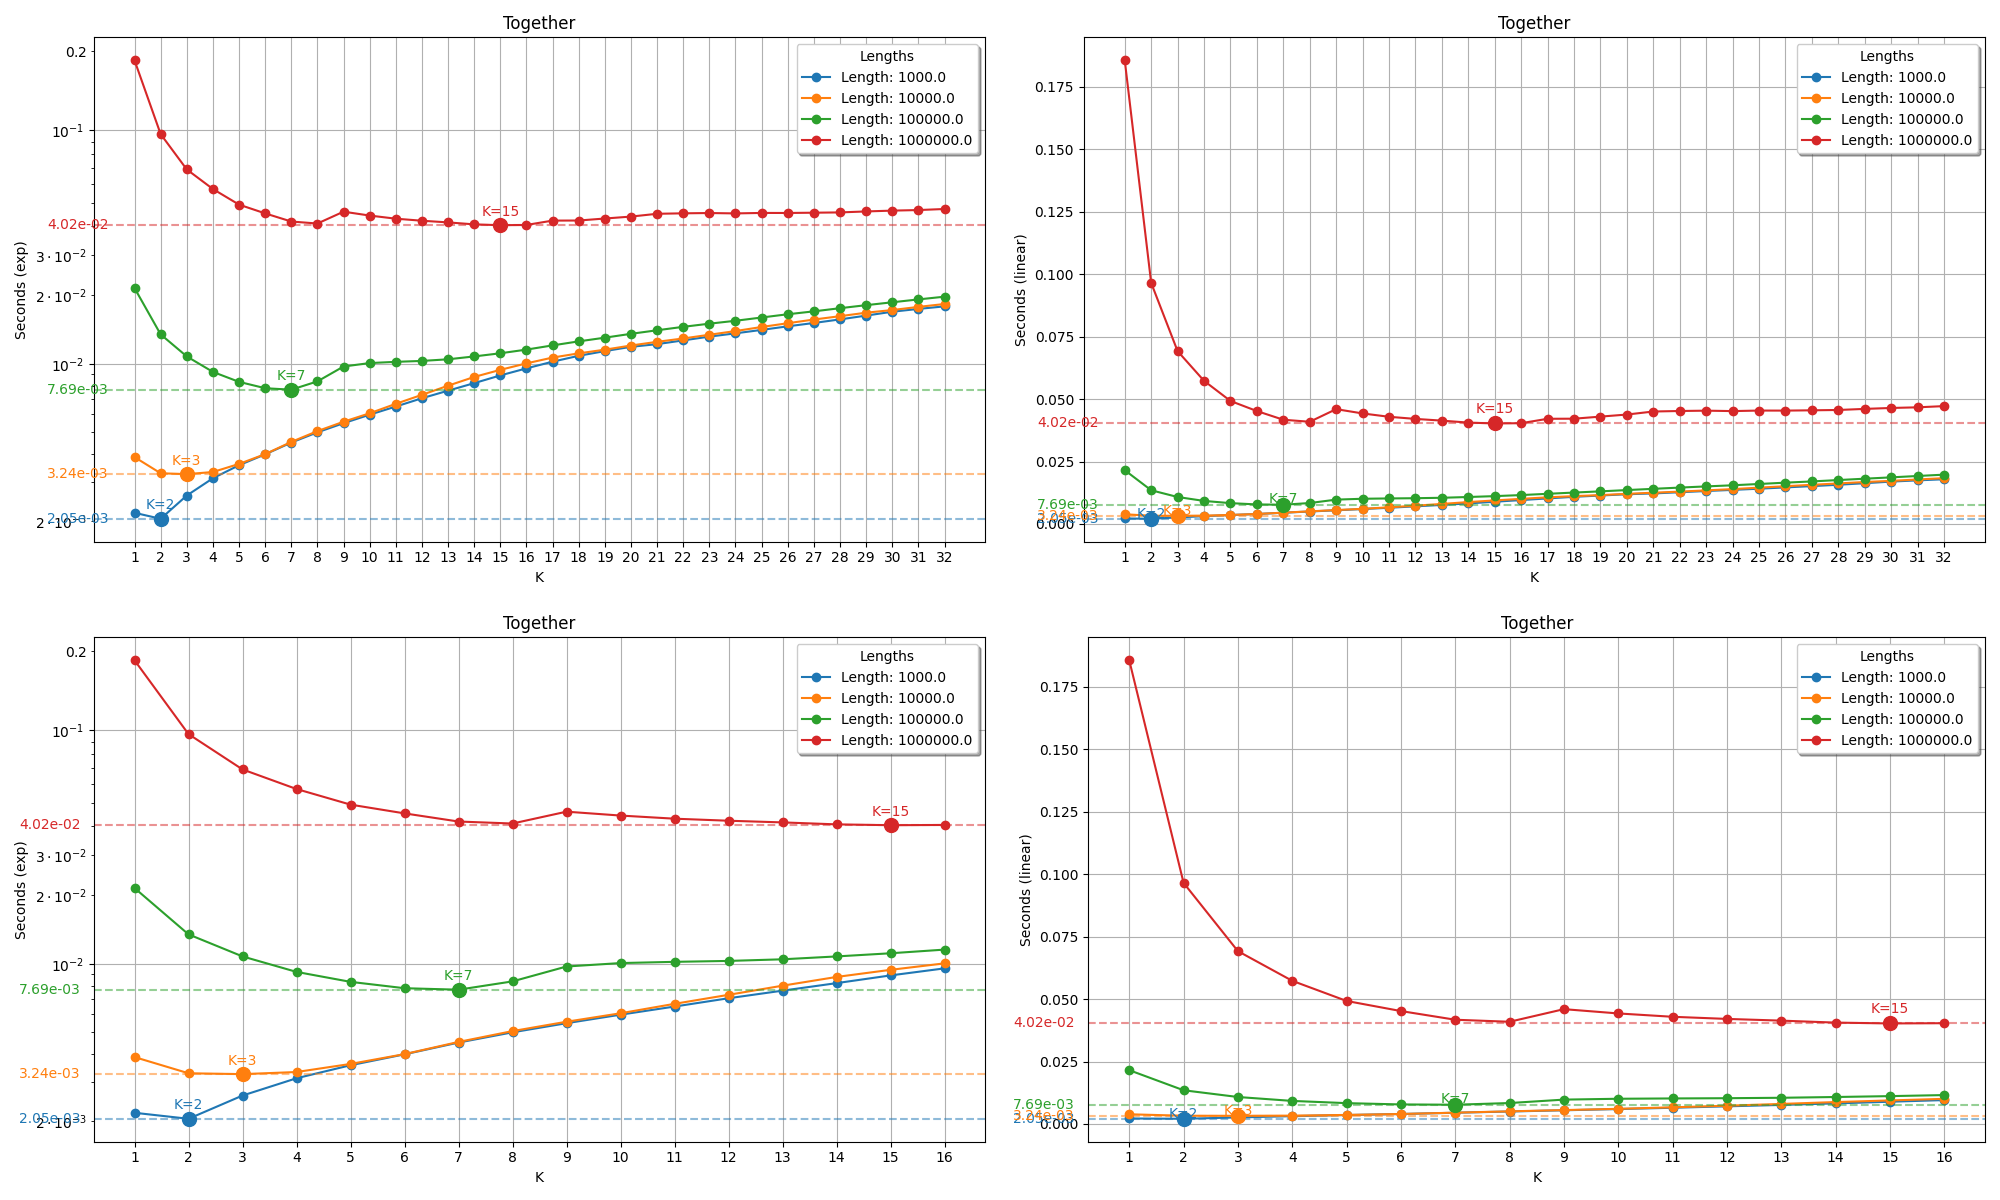 Together
Seconds (exp)
0.2
10⁻¹
4.02e-02
3·10⁻²
2·10⁻²
10⁻²
7.69e-03
3.24e-03
2.05e-03
Lengths
Length: 1000.0
Length: 10000.0
Length: 100000.0
Length: 1000000.0
K=15
K=7
K=3
K=2
1 2 3 4 5 6 7 8 9 10 11 12 13 14 15 16 17 18 19 20 21 22 23 24 25 26 27 28 29 30 31 32
K
Together
Seconds (linear)
0.175
0.150
0.125
0.100
0.075
0.050
4.02e-02
0.025
7.69e-03
0.000
Lengths
Length: 1000.0
Length: 10000.0
Length: 100000.0
Length: 1000000.0
K=15
K=7
K=3
K=2
1 2 3 4 5 6 7 8 9 10 11 12 13 14 15 16 17 18 19 20 21 22 23 24 25 26 27 28 29 30 31 32
K
Together
Seconds (exp)
0.2
10⁻¹
4.02e-02
3·10⁻²
2·10⁻²
10⁻²
7.69e-03
3.24e-03
2.05e-03
Lengths
Length: 1000.0
Length: 10000.0
Length: 100000.0
Length: 1000000.0
K=15
K=7
K=3
K=2
1 2 3 4 5 6 7 8 9 10 11 12 13 14 15 16
K
Together
Seconds (linear)
0.175
0.150
0.125
0.100
0.075
0.050
4.02e-02
0.025
7.69e-03
2.05e-03
0.000
Lengths
Length: 1000.0
Length: 10000.0
Length: 100000.0
Length: 1000000.0
K=15
K=7
K=3
K=2
1 2 3 4 5 6 7 8 9 10 11 12 13 14 15 16
K